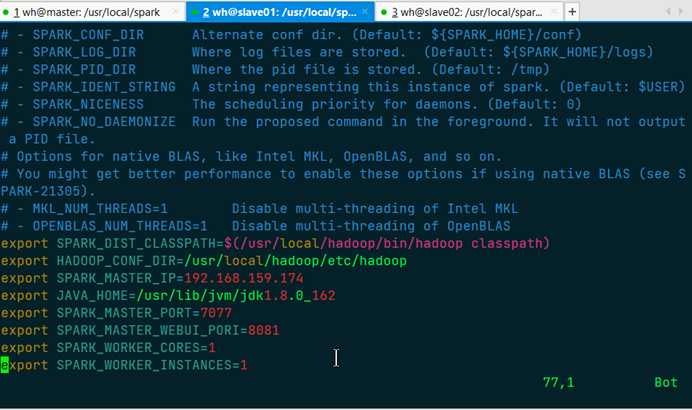 1 wh@master: /usr/local/spark × 2 wh@slave01: /usr/local/sp... × 3 wh@slave02: /usr/local/spar... × +
# - SPARK_CONF_DIR      Alternate conf dir. (Default: ${SPARK_HOME}/conf)
# - SPARK_LOG_DIR       Where log files are stored.  (Default: ${SPARK_HOME}/logs)
# - SPARK_PID_DIR       Where the pid file is stored. (Default: /tmp)
# - SPARK_IDENT_STRING  A string representing this instance of spark. (Default: $USER)
# - SPARK_NICENESS      The scheduling priority for daemons. (Default: 0)
# - SPARK_NO_DAEMONIZE  Run the proposed command in the foreground. It will not output
 a PID file.
# Options for native BLAS, like Intel MKL, OpenBLAS, and so on.
# You might get better performance to enable these options if using native BLAS (see S
PARK-21305).
# - MKL_NUM_THREADS=1        Disable multi-threading of Intel MKL
# - OPENBLAS_NUM_THREADS=1   Disable multi-threading of OpenBLAS
export SPARK_DIST_CLASSPATH=$(/usr/local/hadoop/bin/hadoop classpath)
export HADOOP_CONF_DIR=/usr/local/hadoop/etc/hadoop
export SPARK_MASTER_IP=192.168.159.174
export JAVA_HOME=/usr/lib/jvm/jdk1.8.0_162
export SPARK_MASTER_PORT=7077
export SPARK_MASTER_WEBUI_PORI=8081
export SPARK_WORKER_CORES=1
export SPARK_WORKER_INSTANCES=1
77,1          Bot